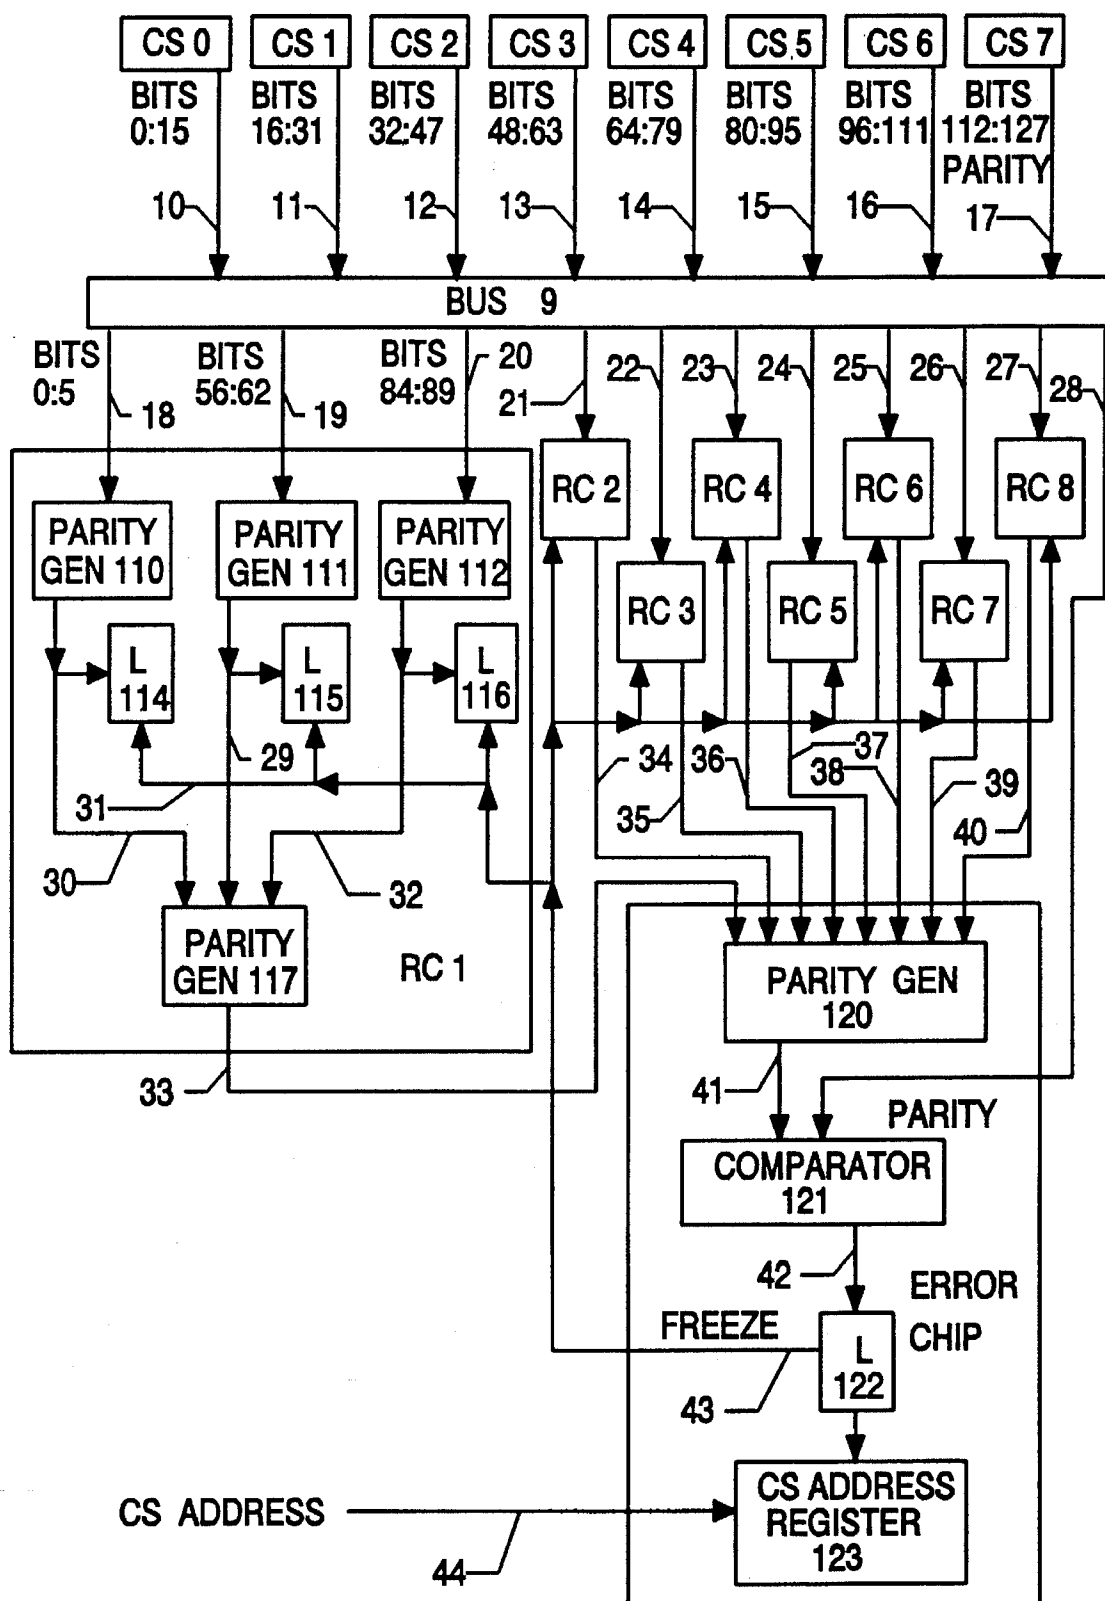 CS 0 CS 1 CS 2 CS 3 CS 4 CS 5 CS 6 CS 7
BITS BITS BITS BITS BITS BITS BITS BITS
0:15 16:31 32:47 48:63 64:79 80:95 96:111 112:127
PARITY
10 11 12 13 14 15 16 17
BUS 9
BITS BITS BITS 20 22 23 24 25 26 27 28
0:5 56:62 84:89 21
18 19
RC 2 RC 4 RC 6 RC 8
PARITY PARITY PARITY
GEN 110 GEN 111 GEN 112
RC 3 RC 5 RC 7
L L L
114 115 116
29 34 36 37 38 39
31 35 40
30 32
PARITY
GEN 117 RC 1
PARITY GEN
120
33 41
PARITY
COMPARATOR
121
42 ERROR
FREEZE CHIP
L
122
43
CS ADDRESS
CS ADDRESS
REGISTER
123
44